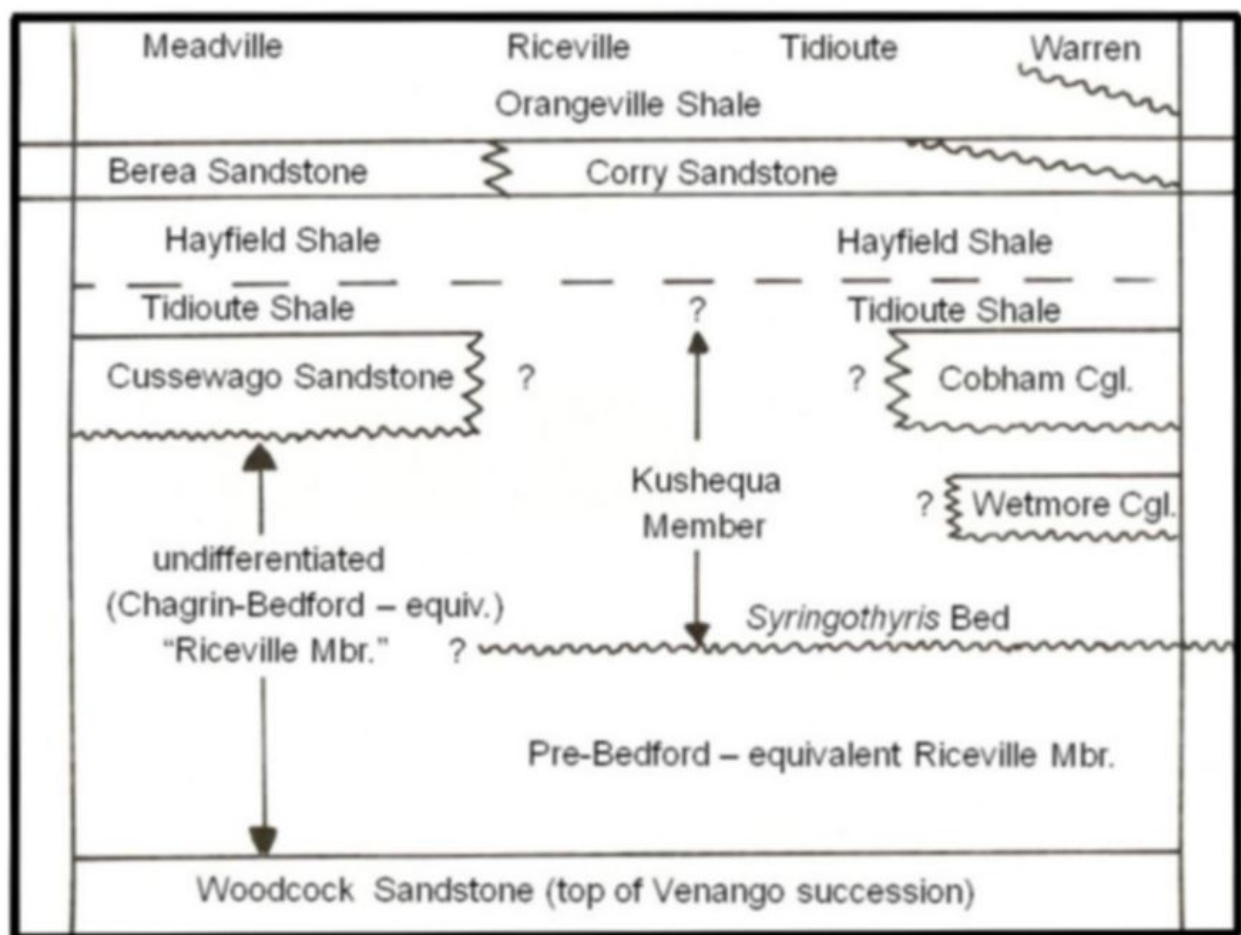 Meadville Riceville Tidioute Warren
Orangeville Shale
Berea Sandstone Corry Sandstone
Hayfield Shale Hayfield Shale
Tidioute Shale ? Tidioute Shale
Cussewago Sandstone ? ? Cobham Cgl.
Kushequa
Member
? Wetmore Cgl.
undifferentiated
(Chagrin-Bedford – equiv.)
"Riceville Mbr." ?
Syringothyris Bed
Pre-Bedford – equivalent Riceville Mbr.
Woodcock Sandstone (top of Venango succession)